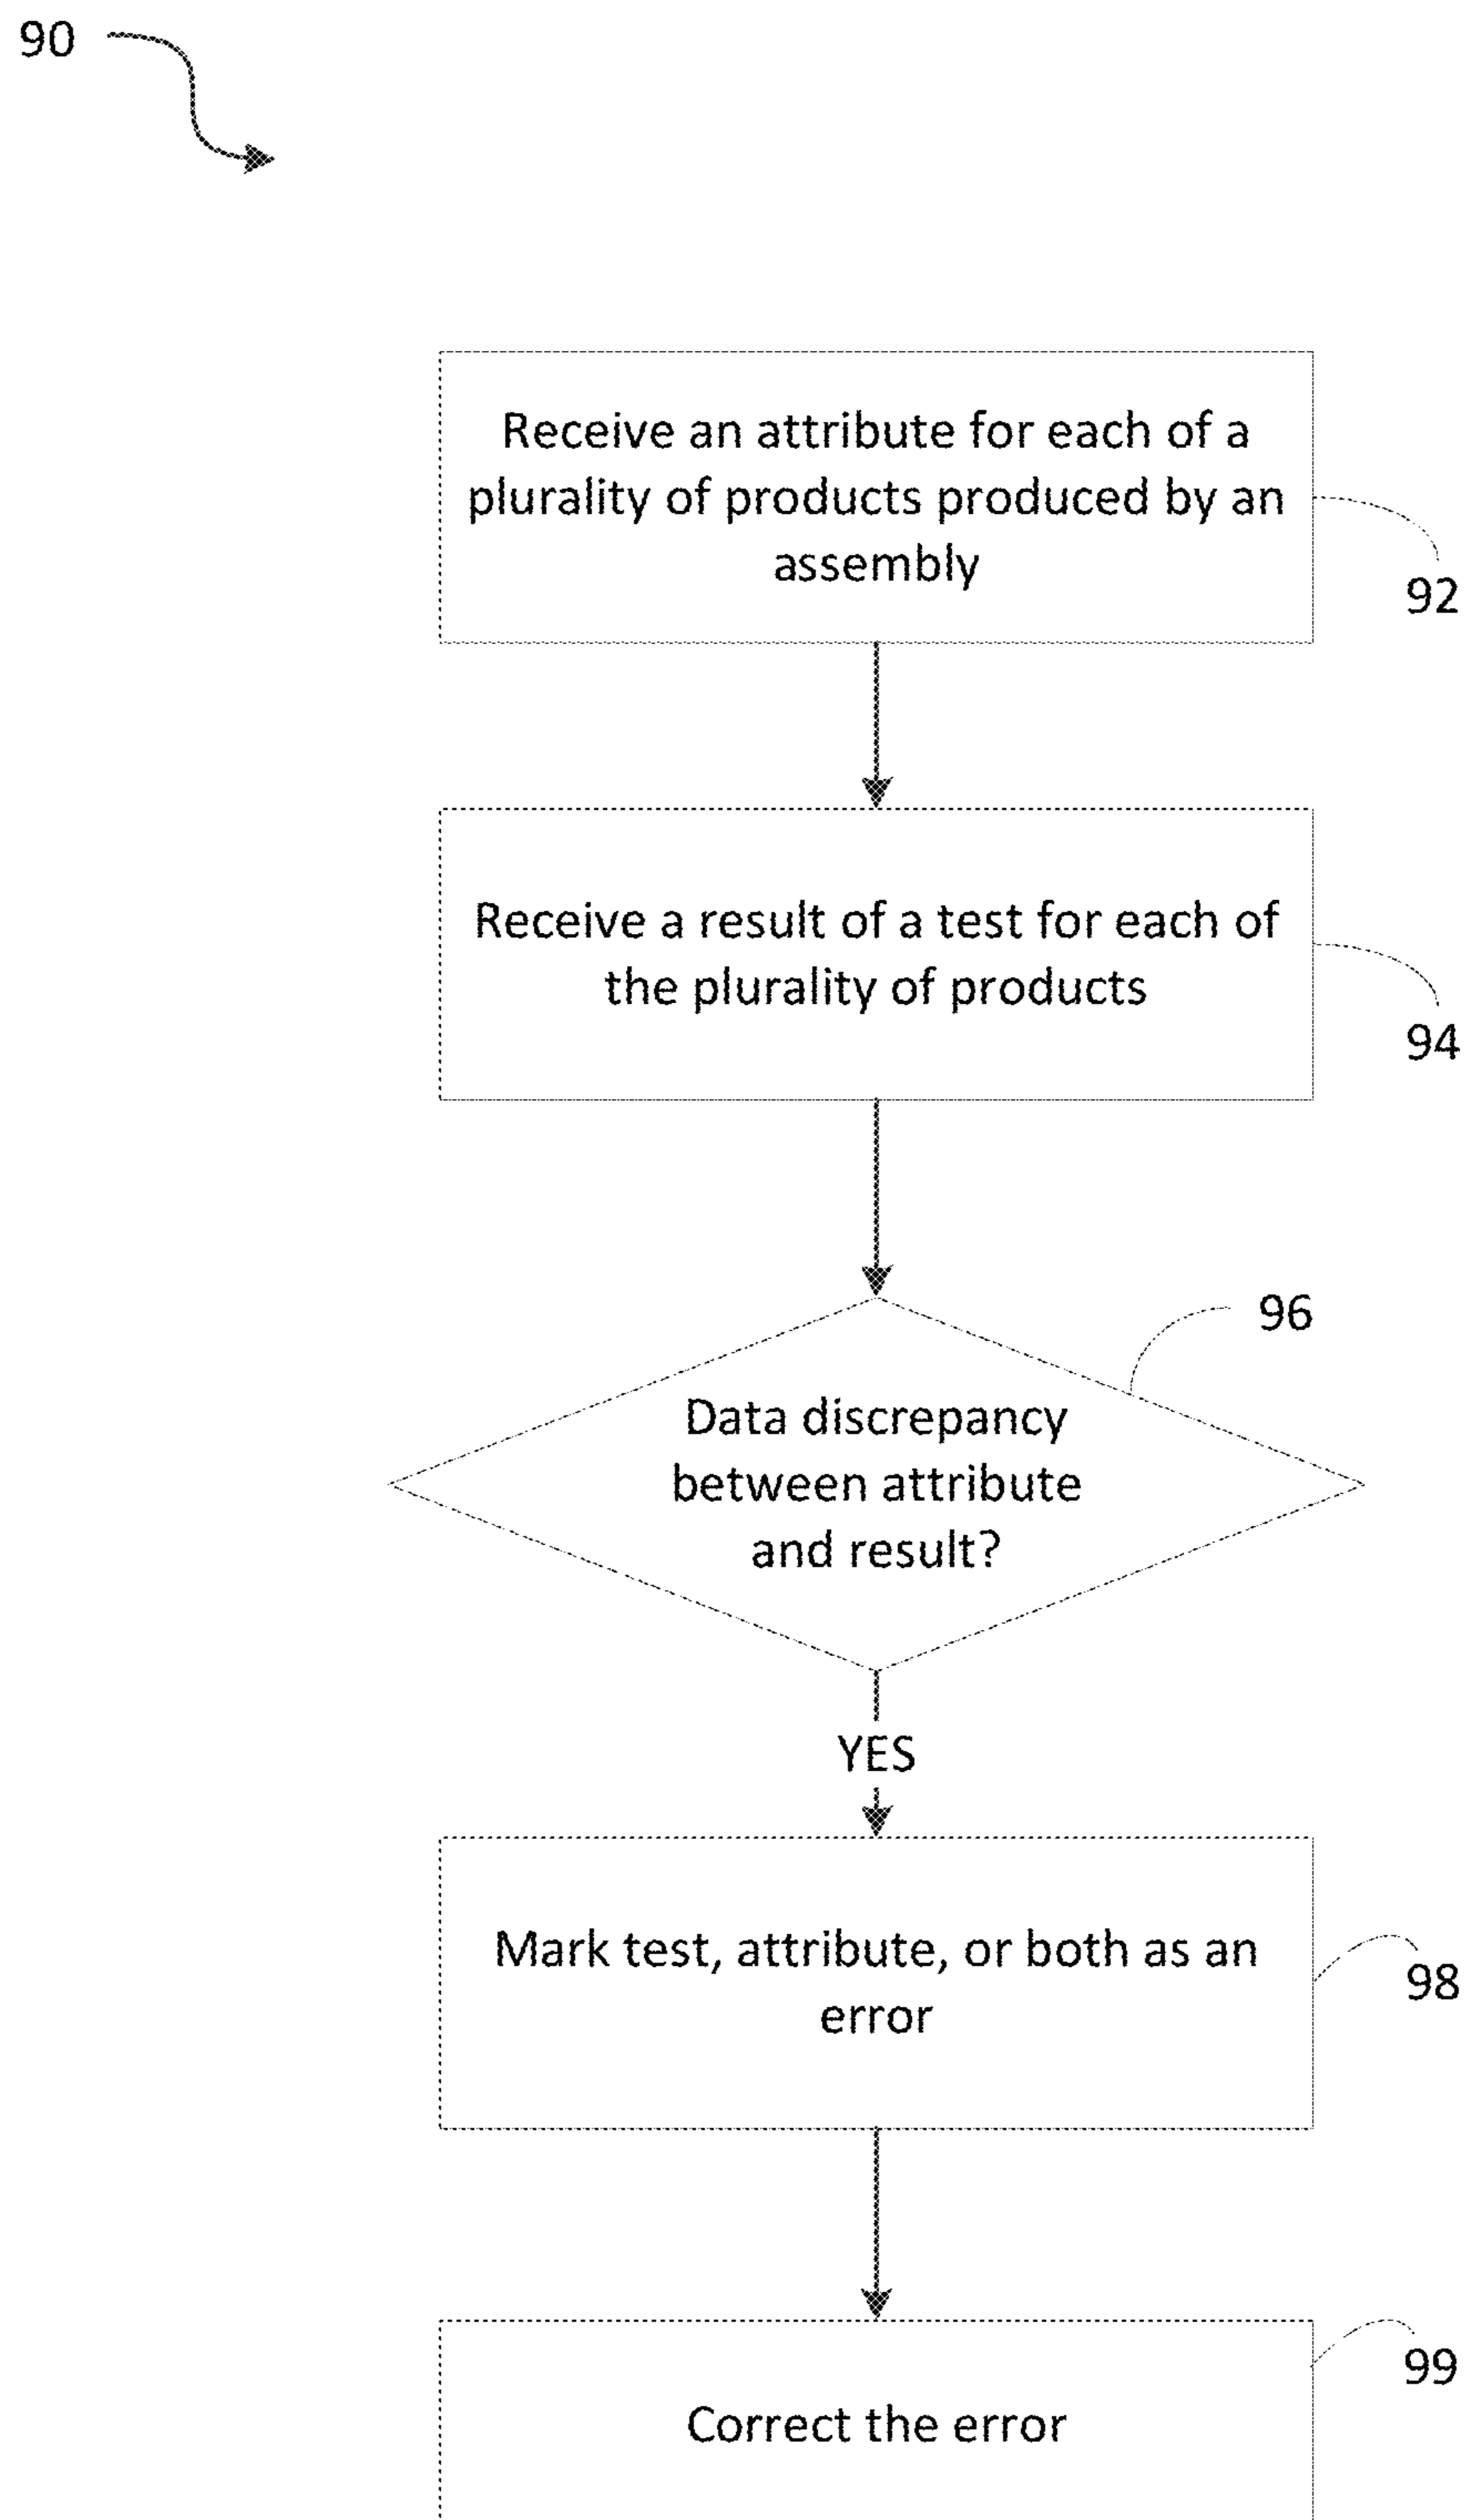 90
Receive an attribute for each of a
plurality of products produced by an
assembly
92
Receive a result of a test for each of
the plurality of products
94
96
Data discrepancy
between attribute
and result?
YES
Mark test, attribute, or both as an
error
98
99
Correct the error